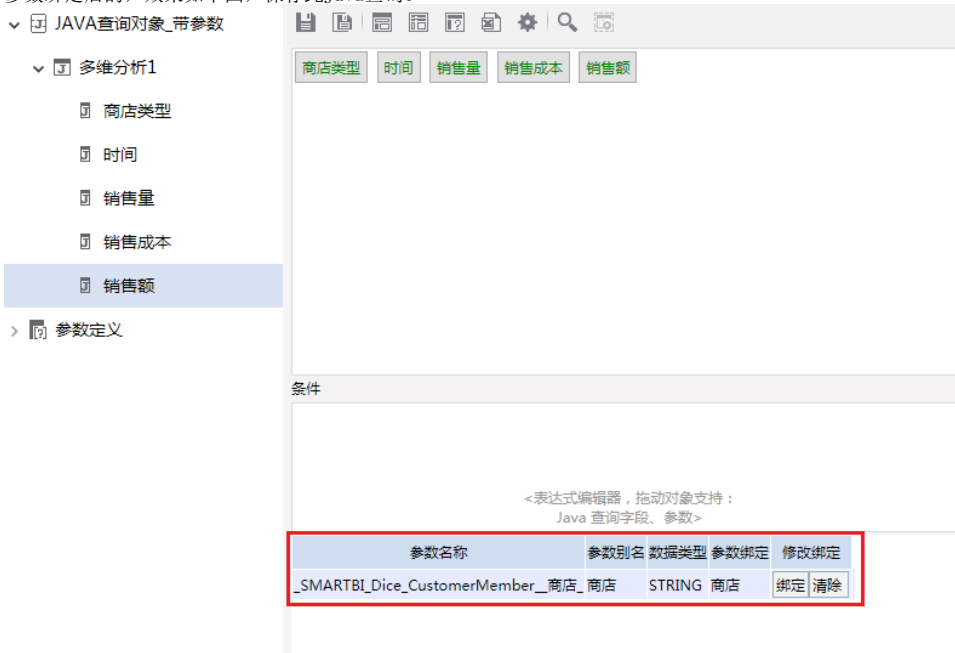 JAVA查询对象_带参数
多维分析1
商店类型
时间
销售量
销售成本
销售额
参数定义
商店类型 时间 销售量 销售成本 销售额
条件
<表达式编辑器，拖动对象支持：
Java 查询字段、参数>
参数名称 参数别名 数据类型 参数绑定 修改绑定
_SMARTBI_Dice_CustomerMember__商店_ 商店 STRING 商店 绑定 清除